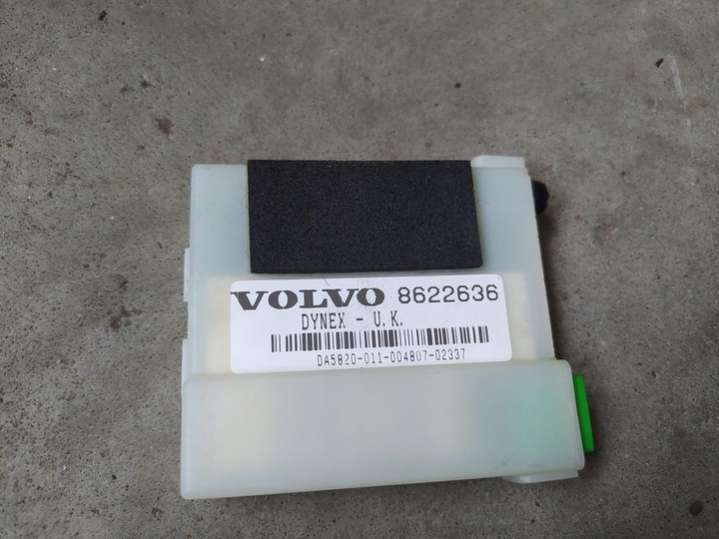 VOLVO 8622636
DYNEX - U.K.
DA5820-011-004807-02337